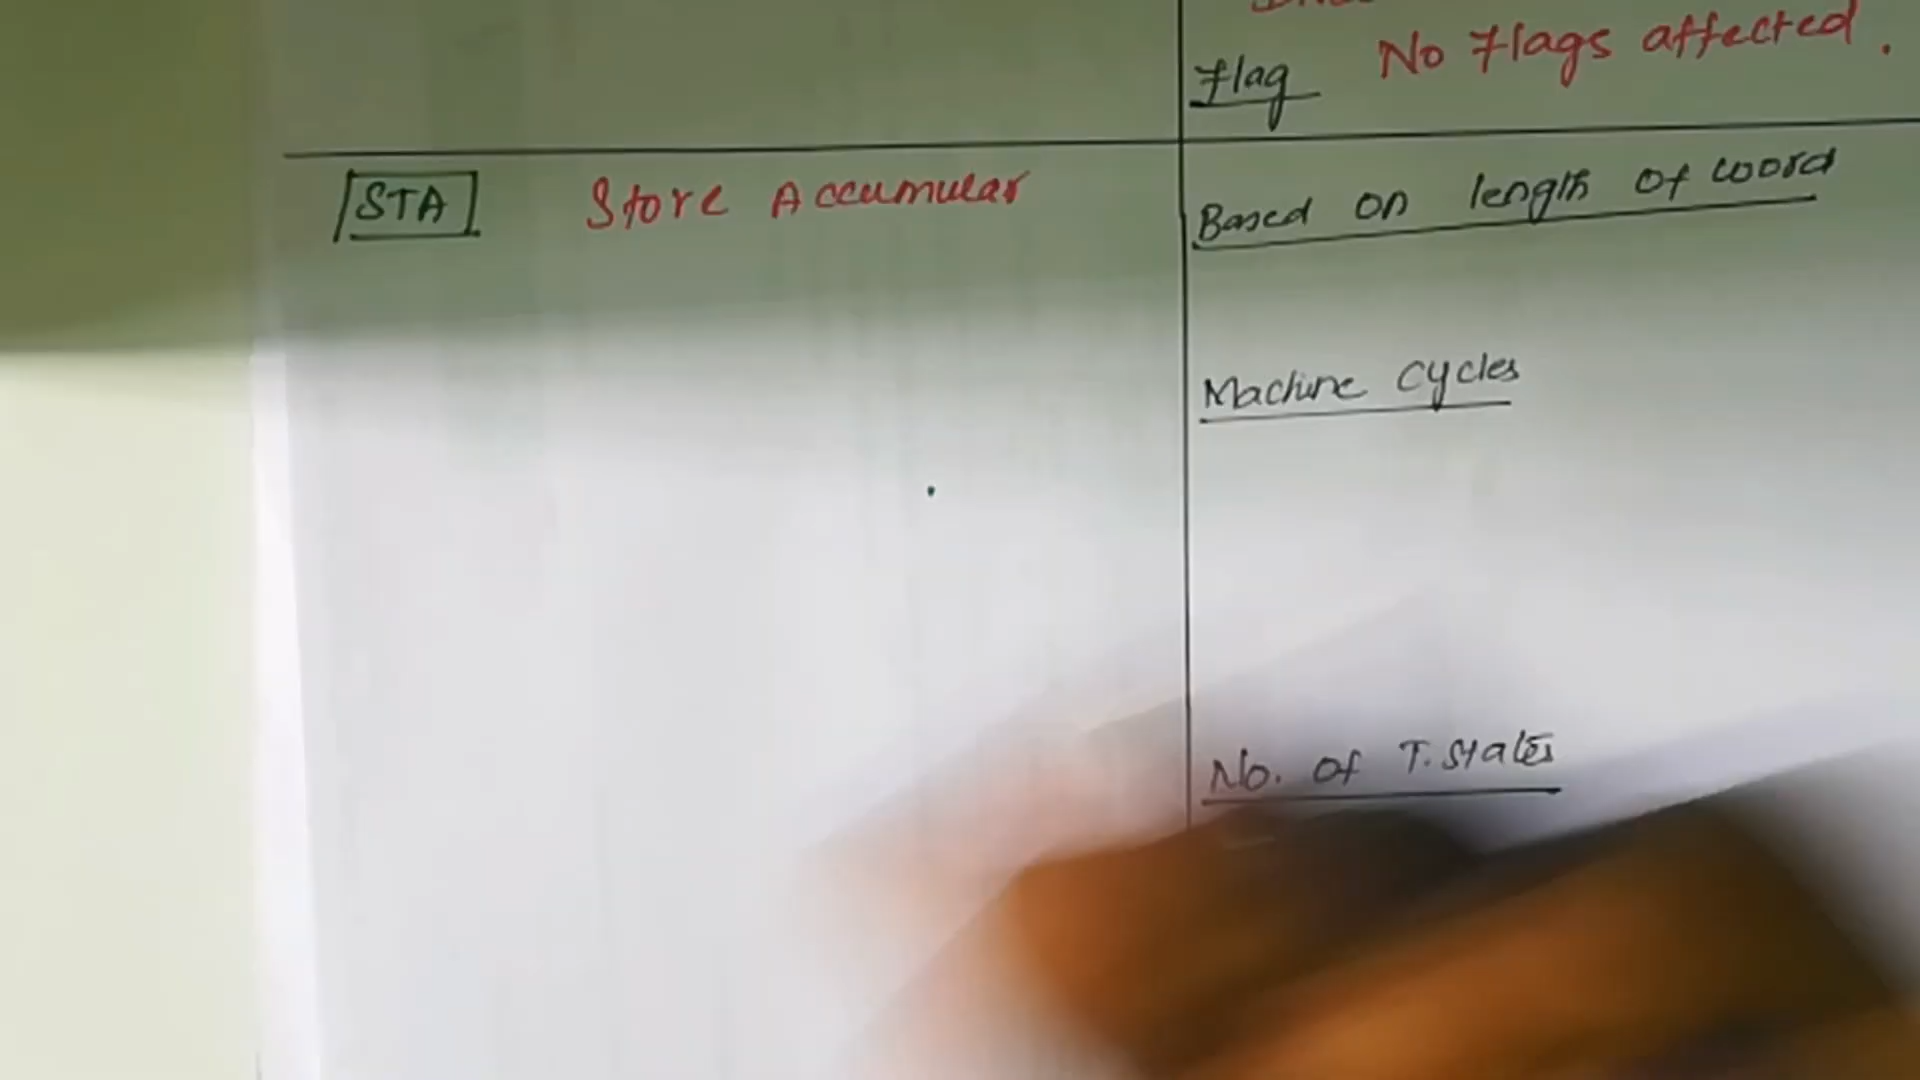 Flag No Flags affected.
STA Store Accumular
Based on length of word
Machine Cycles
No. of T. states